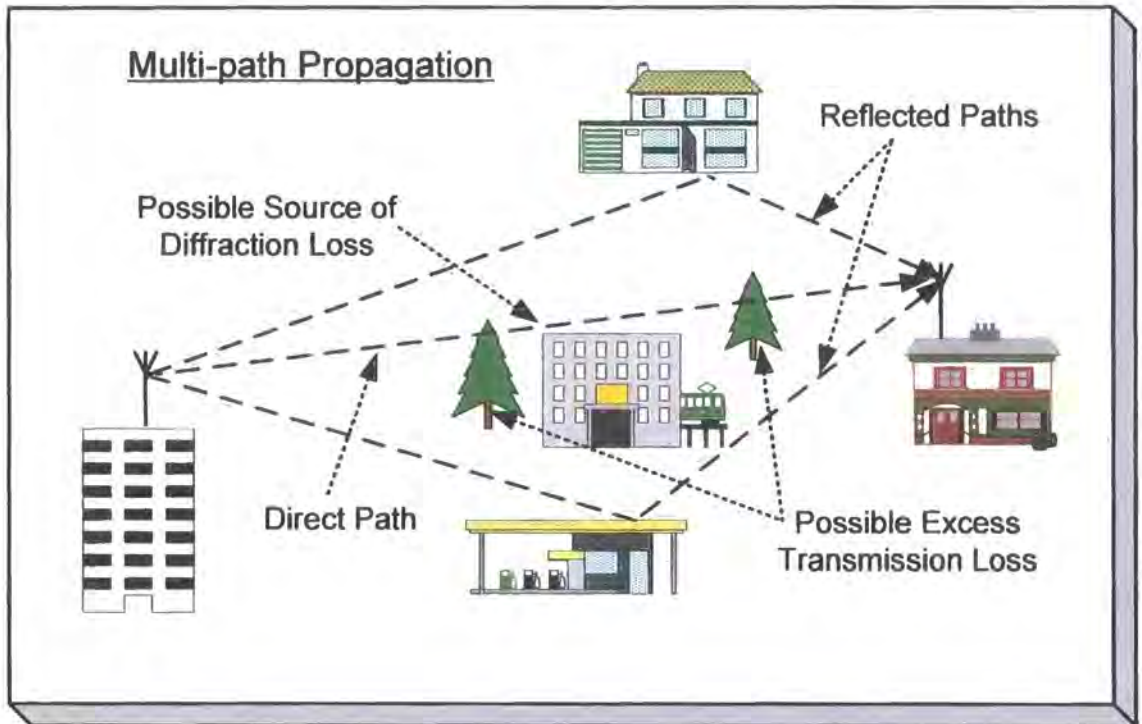 Multi-path Propagation
Reflected Paths
Possible Source of
Diffraction Loss
Direct Path
Possible Excess
Transmission Loss